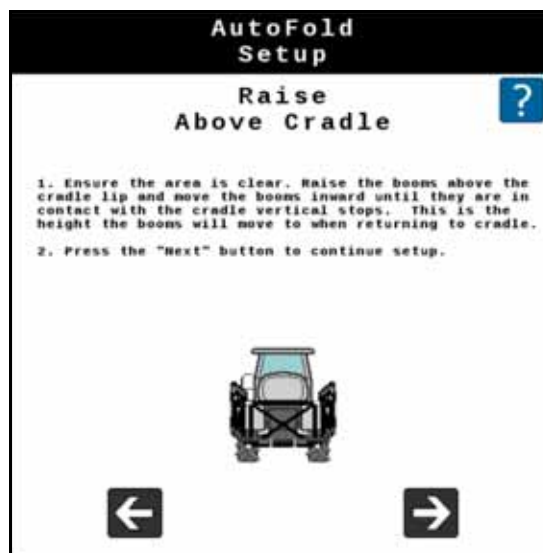 AutoFold
Setup
Raise
Above Cradle
?
1. Ensure the area is clear. Raise the booms above the
cradle lip and move the booms inward until they are in
contact with the cradle vertical stops. This is the
height the booms will move to when returning to cradle.
2. Press the "Next" button to continue setup.